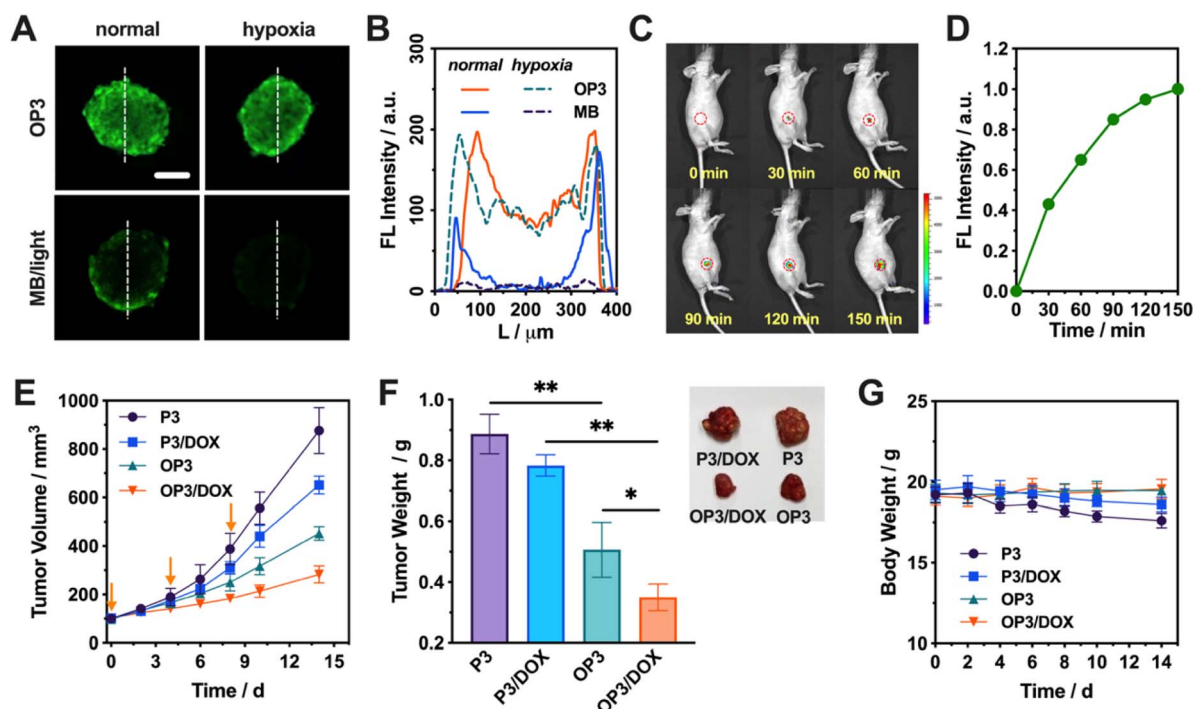 A
normal
hypoxia
OP3
MB/light
B
FL Intensity / a.u.
300
200
100
0
normal hypoxia
OP3
MB
0 100 200 300 400
L / μm
C
0 min
30 min
60 min
90 min
120 min
150 min
D
FL Intensity / a.u.
1.2
1.0
0.8
0.6
0.4
0.2
0.0
0 30 60 90 120 150
Time / min
E
Tumor Volume / mm³
1000
800
600
400
200
0
P3
P3/DOX
OP3
OP3/DOX
0 3 6 9 12 15
Time / d
F
Tumor Weight / g
1.0
0.8
0.6
0.4
0.2
**
**
*
P3
P3/DOX
OP3
OP3/DOX
P3/DOX P3
OP3/DOX OP3
G
Body Weight / g
25
20
15
10
P3
P3/DOX
OP3
OP3/DOX
0 2 4 6 8 10 12 14
Time / d